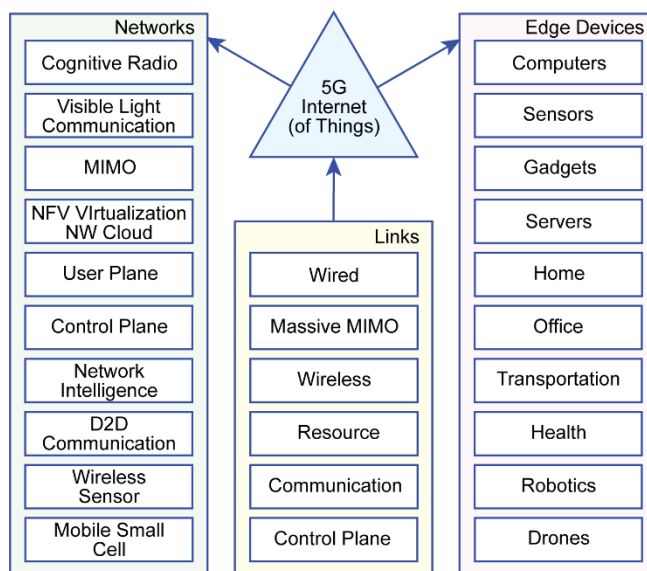 Networks
Cognitive Radio
Visible Light
Communication
MIMO
NFV VIrtualization
NW Cloud
User Plane
Control Plane
Network
Intelligence
D2D
Communication
Wireless
Sensor
Mobile Small
Cell
5G
Internet
(of Things)
Links
Wired
Massive MIMO
Wireless
Resource
Communication
Control Plane
Edge Devices
Computers
Sensors
Gadgets
Servers
Home
Office
Transportation
Health
Robotics
Drones